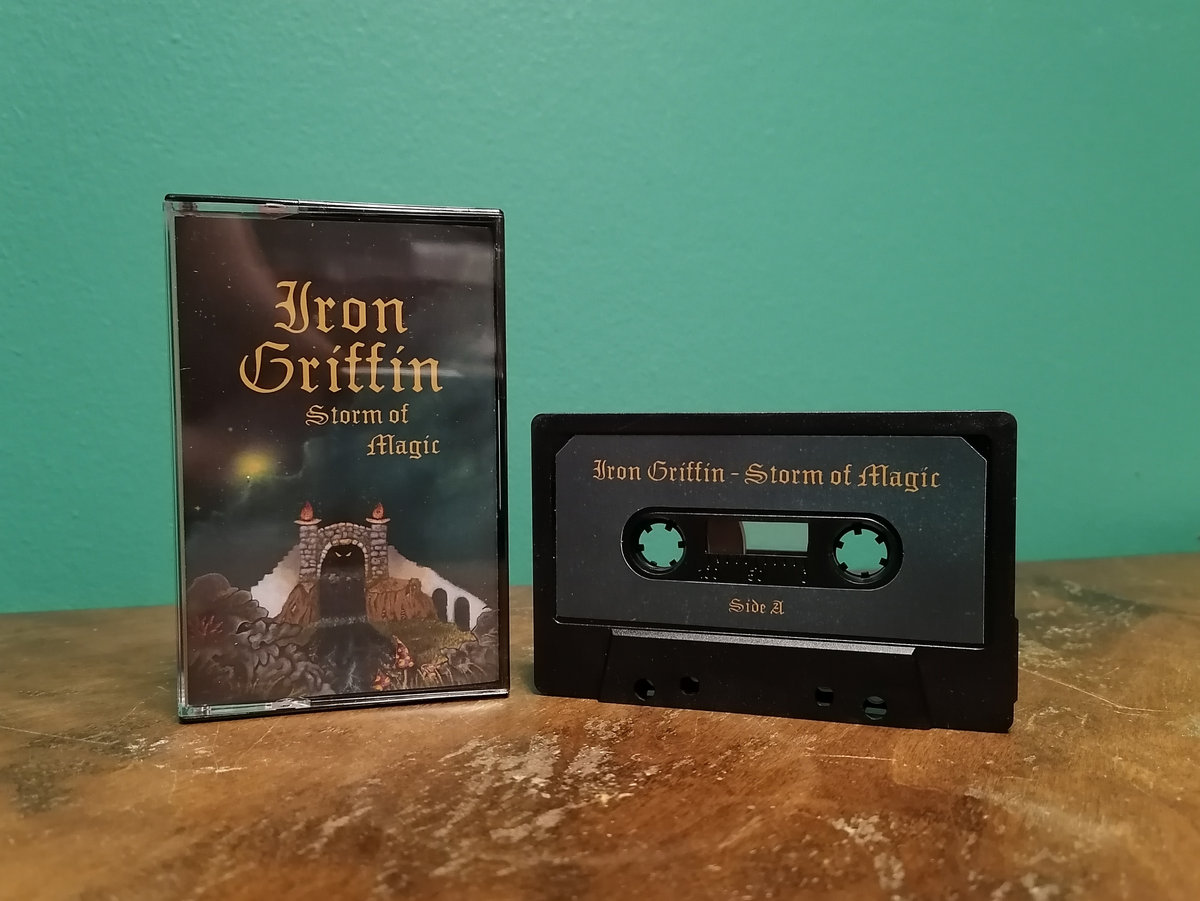 Iron
Griffin
Storm of
Magic
Iron Griffin - Storm of Magic
Side A